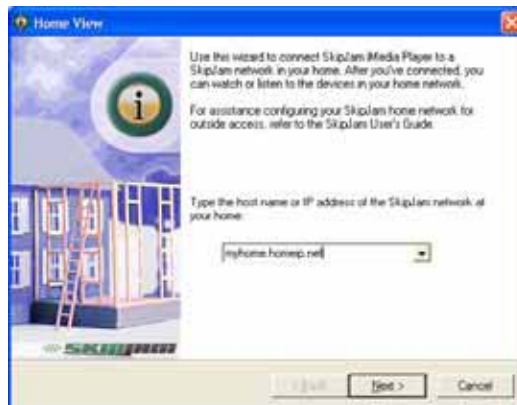 Home View
Use this wizard to connect SkipJam iMedia Player to a
SkipJam network in your home. After you've connected, you
can watch or listen to the devices in your home network.
For assistance configuring your SkipJam home network for
outside access, refer to the SkipJam User's Guide.
Type the host name or IP address of the SkipJam network at
your home:
myhome.homeip.net
SKIPJAM
< Back
Next >
Cancel